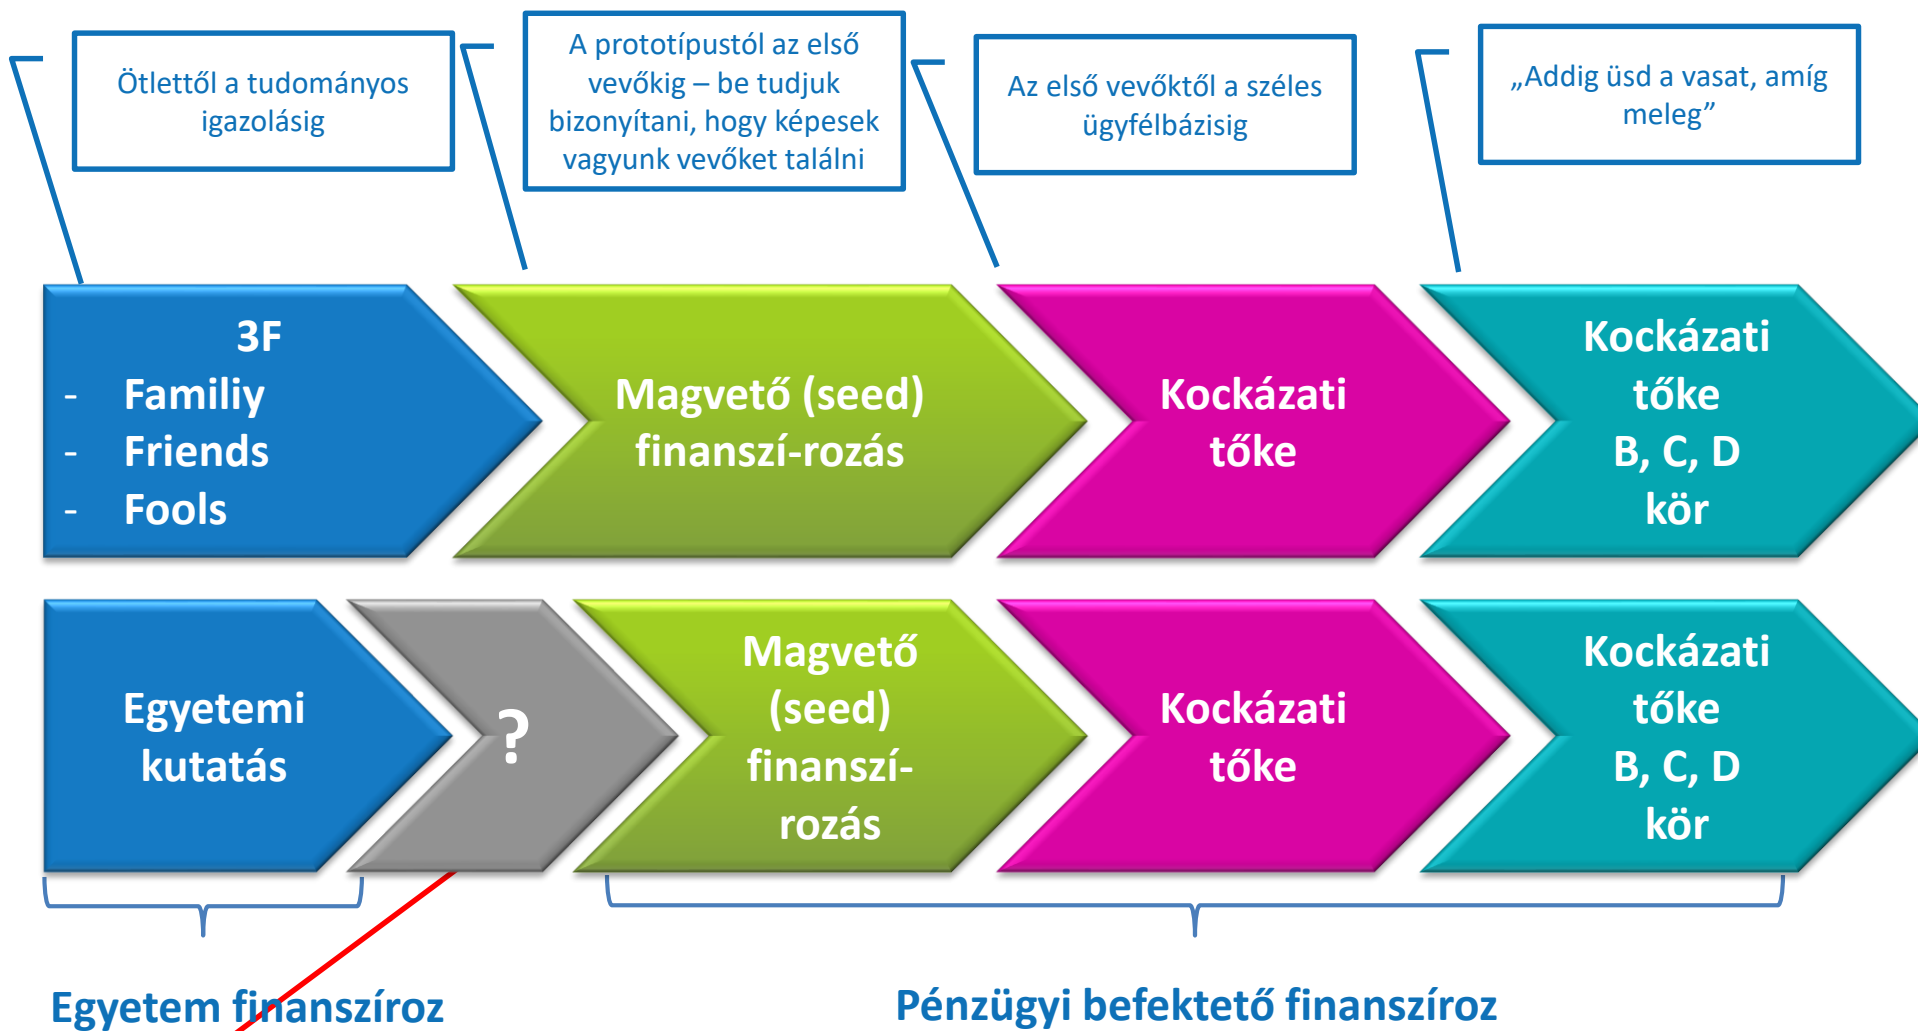 Ötlettől a tudományos
igazolásig
A prototípustól az első
vevőkig – be tudjuk
bizonyítani, hogy képesek
vagyunk vevőket találni
Az első vevőktől a széles
ügyfélbázisig
„Addig üsd a vasat, amíg
meleg”
3F
- Familiy
- Friends
- Fools
Magvető (seed)
finanszí-rozás
Kockázati
tőke
Kockázati
tőke
B, C, D
kör
Egyetemi
kutatás
?
Magvető
(seed)
finanszí-
rozás
Kockázati
tőke
Kockázati
tőke
B, C, D
kör
Egyetem finanszíroz
Pénzügyi befektető finanszíroz